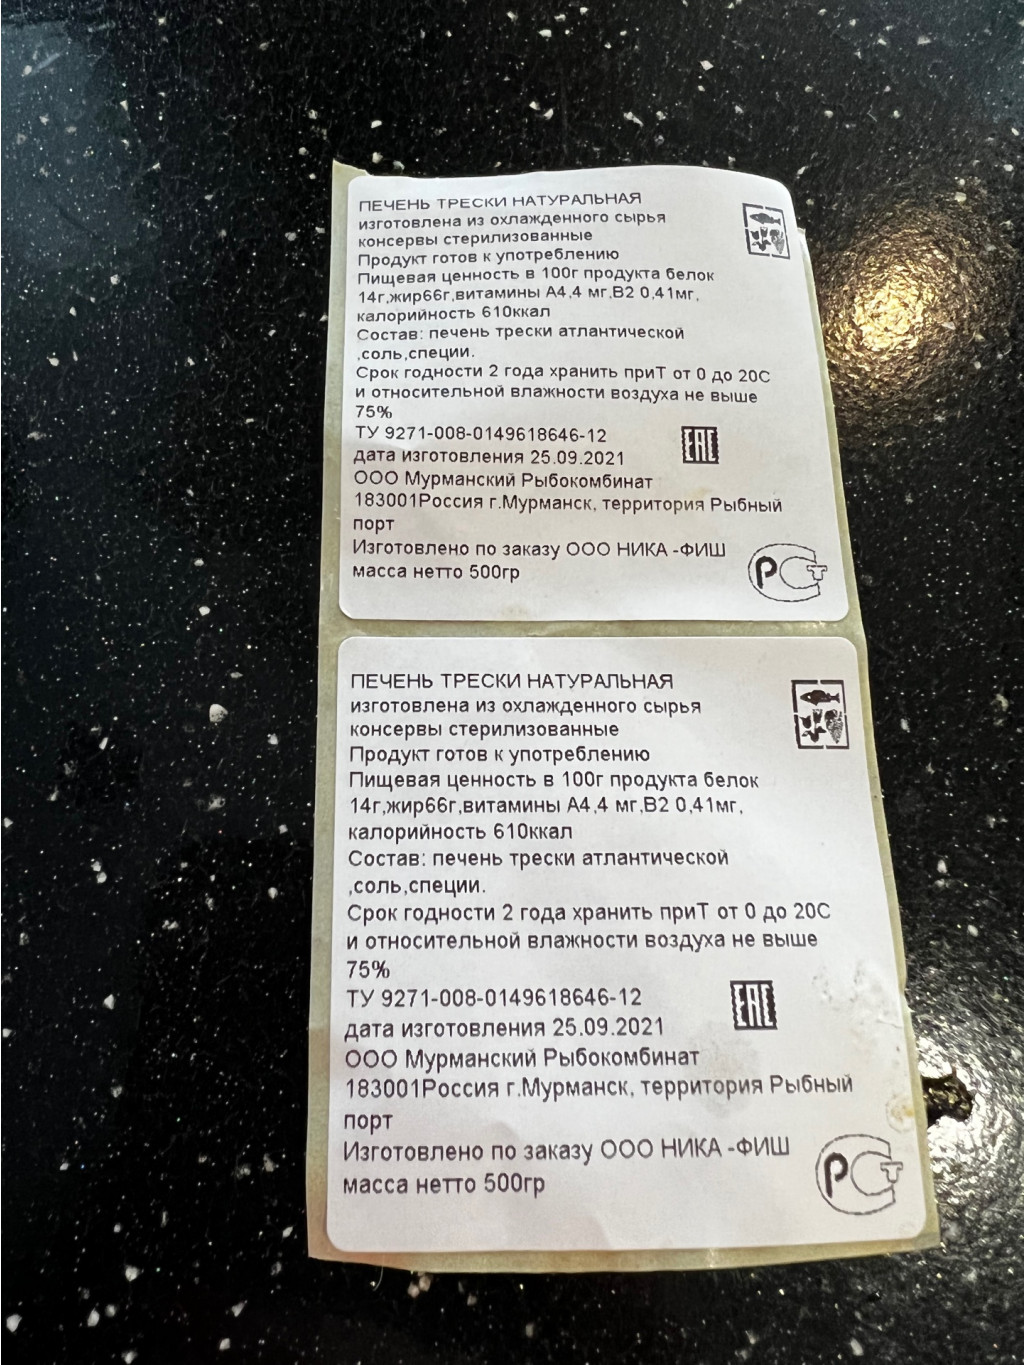 ПЕЧЕНЬ ТРЕСКИ НАТУРАЛЬНАЯ
изготовлена из охлажденного сырья
консервы стерилизованные
Продукт готов к употреблению
Пищевая ценность в 100г продукта белок
14г,жир66г,витамины А4,4 мг,В2 0,41мг,
калорийность 610ккал
Состав: печень трески атлантической
,соль,специи.
Срок годности 2 года хранить приТ от 0 до 20С
и относительной влажности воздуха не выше
75%
ТУ 9271-008-0149618646-12
EAC
дата изготовления 25.09.2021
ООО Мурманский Рыбокомбинат
183001Россия г.Мурманск, территория Рыбный
порт
Изготовлено по заказу ООО НИКА -ФИШ
масса нетто 500гр
РСТ
ПЕЧЕНЬ ТРЕСКИ НАТУРАЛЬНАЯ
изготовлена из охлажденного сырья
консервы стерилизованные
Продукт готов к употреблению
Пищевая ценность в 100г продукта белок
14г,жир66г,витамины А4,4 мг,В2 0,41мг,
калорийность 610ккал
Состав: печень трески атлантической
,соль,специи.
Срок годности 2 года хранить приТ от 0 до 20С
и относительной влажности воздуха не выше
75%
ТУ 9271-008-0149618646-12
EAC
дата изготовления 25.09.2021
ООО Мурманский Рыбокомбинат
183001Россия г.Мурманск, территория Рыбный
порт
Изготовлено по заказу ООО НИКА -ФИШ
масса нетто 500гр
РСТ